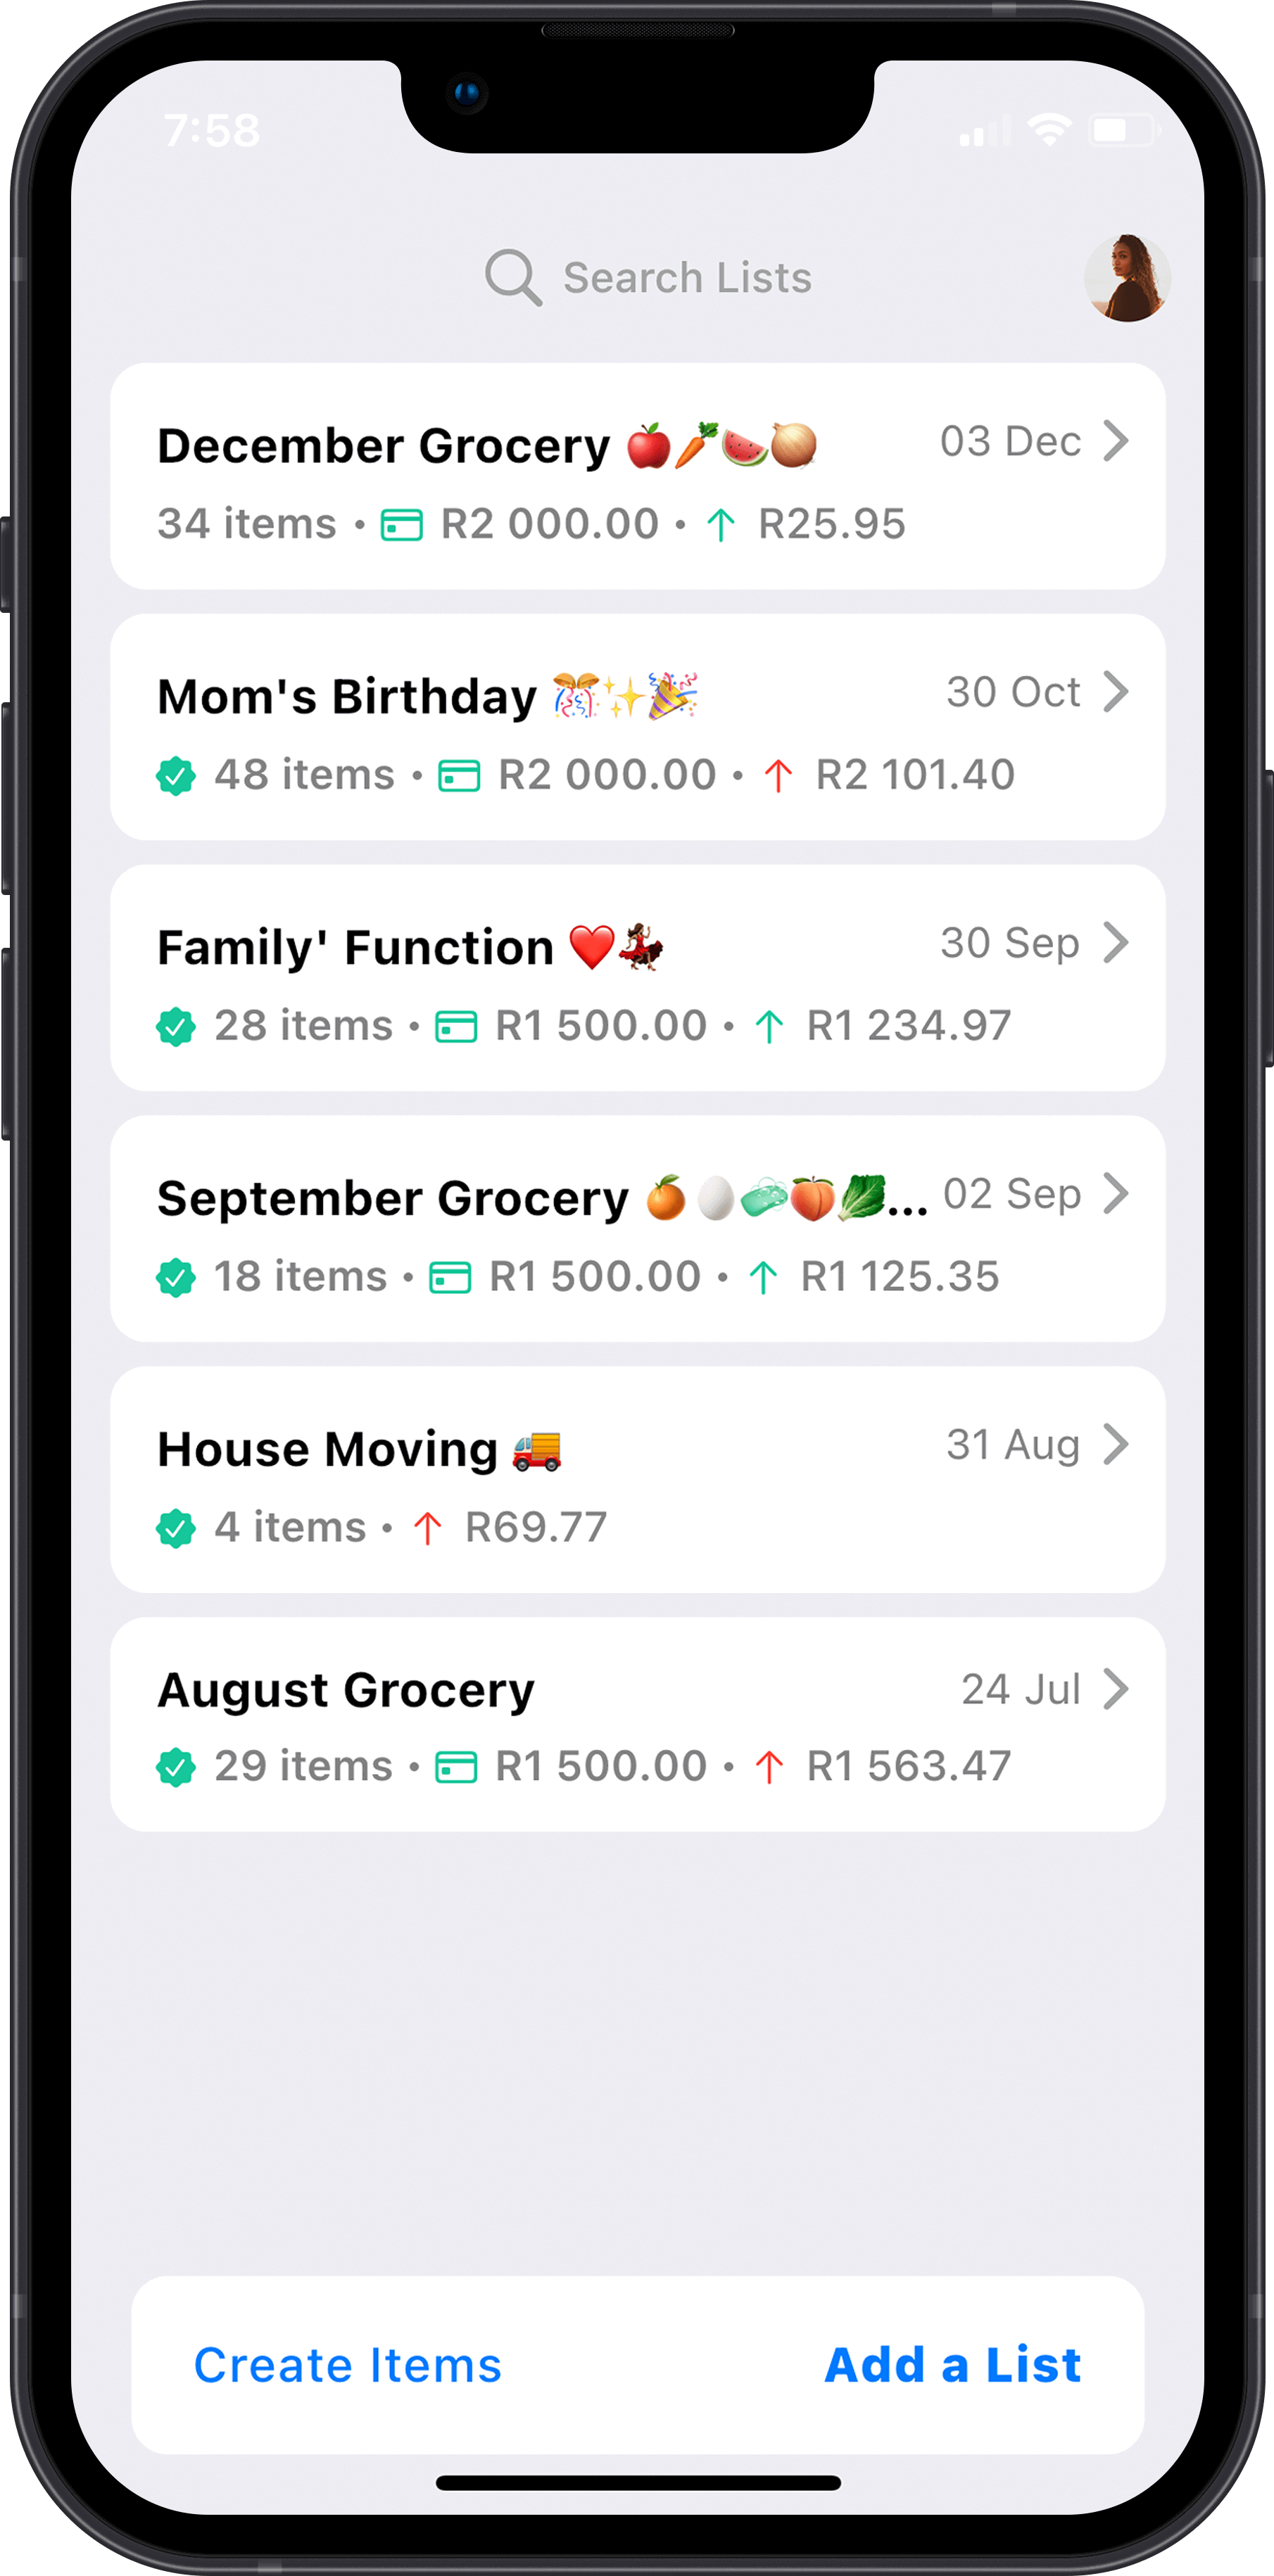 7:58
Search Lists
December Grocery 🍎🥕🍉🧅 03 Dec
34 items • R2 000.00 • ↑ R25.95
Mom's Birthday 🎊✨🎉 30 Oct
48 items • R2 000.00 • ↑ R2 101.40
Family' Function ❤️💃🏾 30 Sep
28 items • R1 500.00 • ↑ R1 234.97
September Grocery 🍊🥚🧼🍑🥬... 02 Sep
18 items • R1 500.00 • ↑ R1 125.35
House Moving 🚚 31 Aug
4 items • ↑ R69.77
August Grocery 24 Jul
29 items • R1 500.00 • ↑ R1 563.47
Create Items Add a List